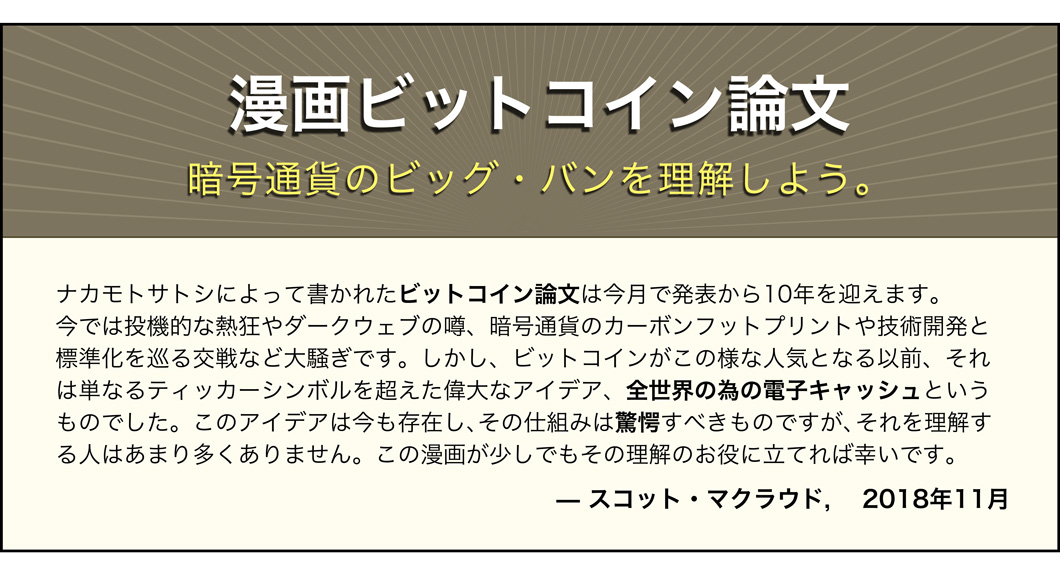 漫画ビットコイン論文
暗号通貨のビッグ・バンを理解しよう。
ナカモトサトシによって書かれたビットコイン論文は今月で発表から10年を迎えます。
今では投機的な熱狂やダークウェブの噂、暗号通貨のカーボンフットプリントや技術開発と
標準化を巡る交戦など大騒ぎです。しかし、ビットコインがこの様な人気となる以前、それ
は単なるティッカーシンボルを超えた偉大なアイデア、全世界の為の電子キャッシュという
ものでした。このアイデアは今も存在し、その仕組みは驚愕すべきものですが、それを理解す
る人はあまり多くありません。この漫画が少しでもその理解のお役に立てれば幸いです。
— スコット・マクラウド,　2018年11月